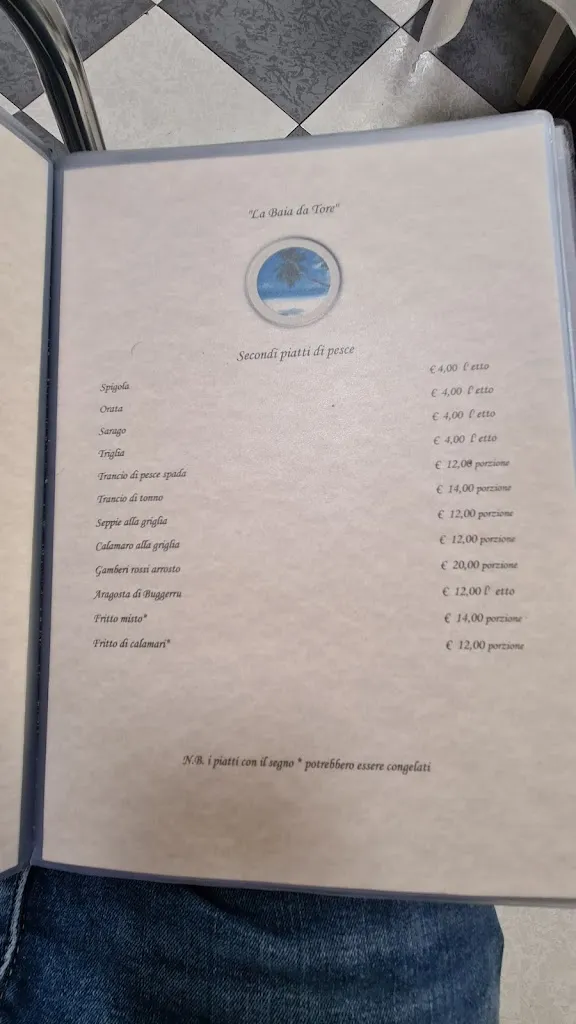 "La Baia da Tore"
Secondi piatti di pesce
Spigola € 4,00 l' etto
Orata € 4,00 l' etto
Sarago € 4,00 l' etto
Triglia € 4,00 l' etto
Trancio di pesce spada € 12,00 porzione
Trancio di tonno € 14,00 porzione
Seppie alla griglia € 12,00 porzione
Calamaro alla griglia € 12,00 porzione
Gamberi rossi arrosto € 20,00 porzione
Aragosta di Buggerru € 12,00 l' etto
Fritto misto* € 14,00 porzione
Fritto di calamari* € 12,00 porzione
N.B. i piatti con il segno * potrebbero essere congelati